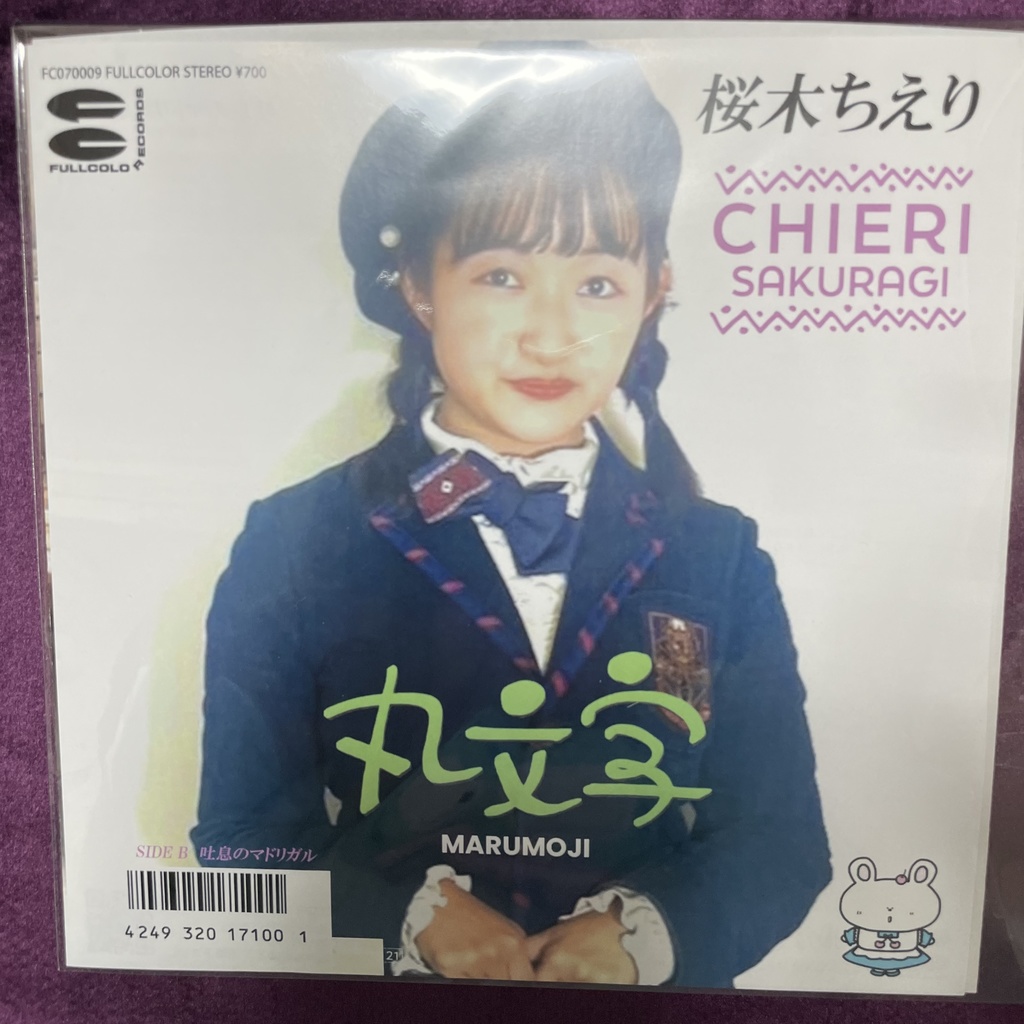 FC070009 FULLCOLOR STEREO ¥700
FULLCOLO RECORDS
桜木ちえり
CHIERI
SAKURAGI
丸文字
MARUMOJI
SIDE B 吐息のマドリガル
4249 320 17100 1
21